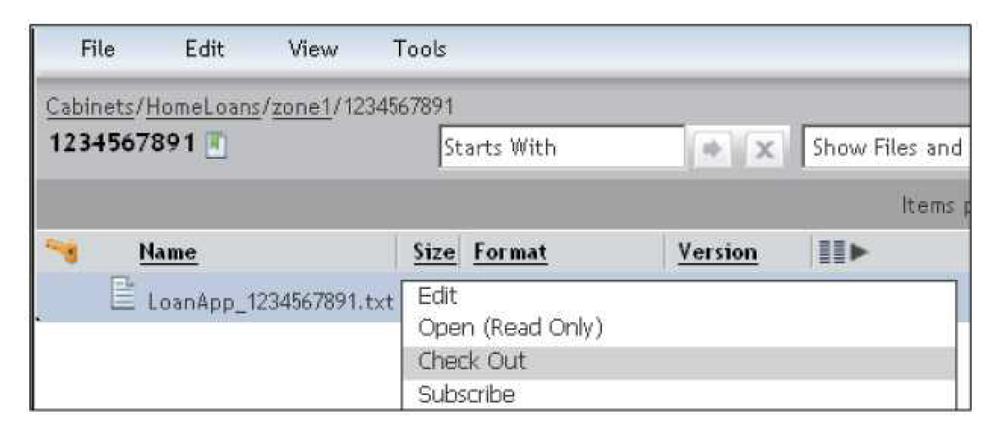 File Edit View Tools
Cabinets/HomeLoans/zone1/1234567891
1234567891 Starts With Show Files and
Items p
Name Size Format Version
LoanApp_1234567891.txt
Edit
Open (Read Only)
Check Out
Subscribe